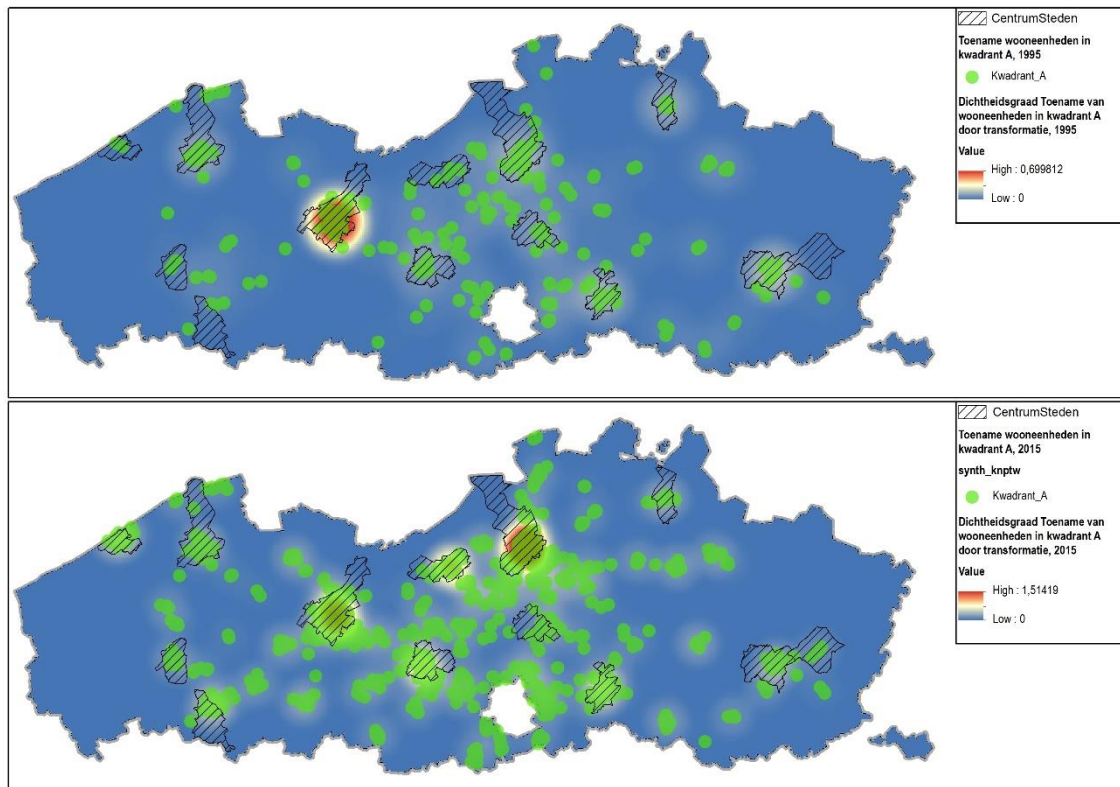 CentrumSteden
Toename wooneenheden in
kwadrant A, 1995
Kwadrant_A
Dichtheidsgraad Toename van
wooneenheden in kwadrant A
door transformatie, 1995
Value
High : 0,699812
Low : 0
CentrumSteden
Toename wooneenheden in
kwadrant A, 2015
synth_knptw
Kwadrant_A
Dichtheidsgraad Toename van
wooneenheden in kwadrant A
door transformatie, 2015
Value
High : 1,51419
Low : 0